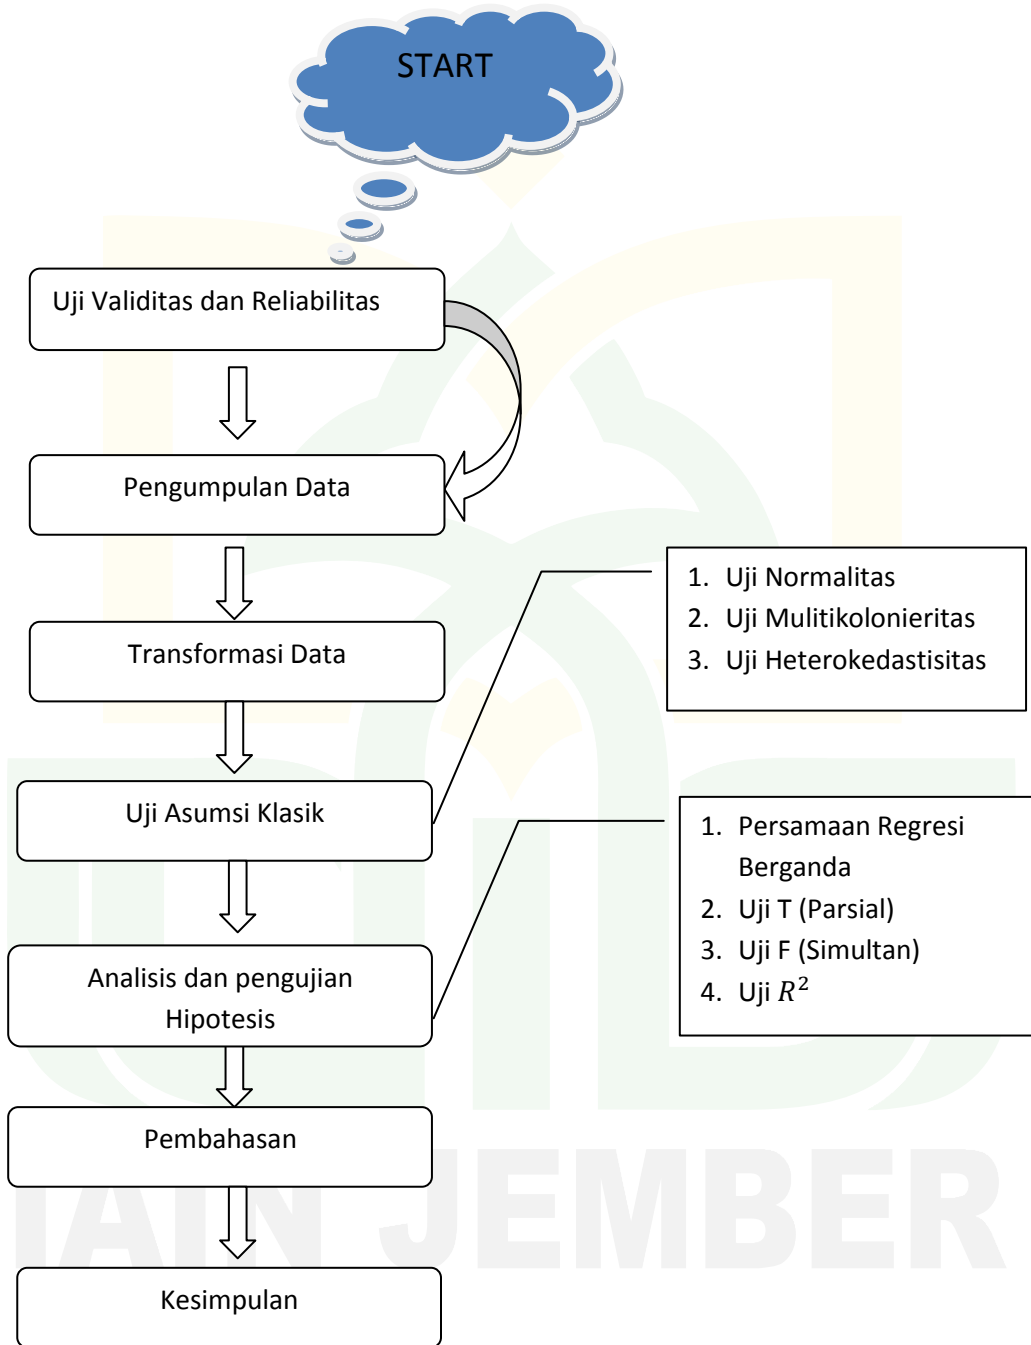 START
Uji Validitas dan Reliabilitas
Pengumpulan Data
Transformasi Data
1. Uji Normalitas
2. Uji Mulitikolonieritas
3. Uji Heterokedastisitas
Uji Asumsi Klasik
1. Persamaan Regresi
Berganda
2. Uji T (Parsial)
3. Uji F (Simultan)
4. Uji R²
Analisis dan pengujian
Hipotesis
Pembahasan
Kesimpulan
IAIN JEMBER